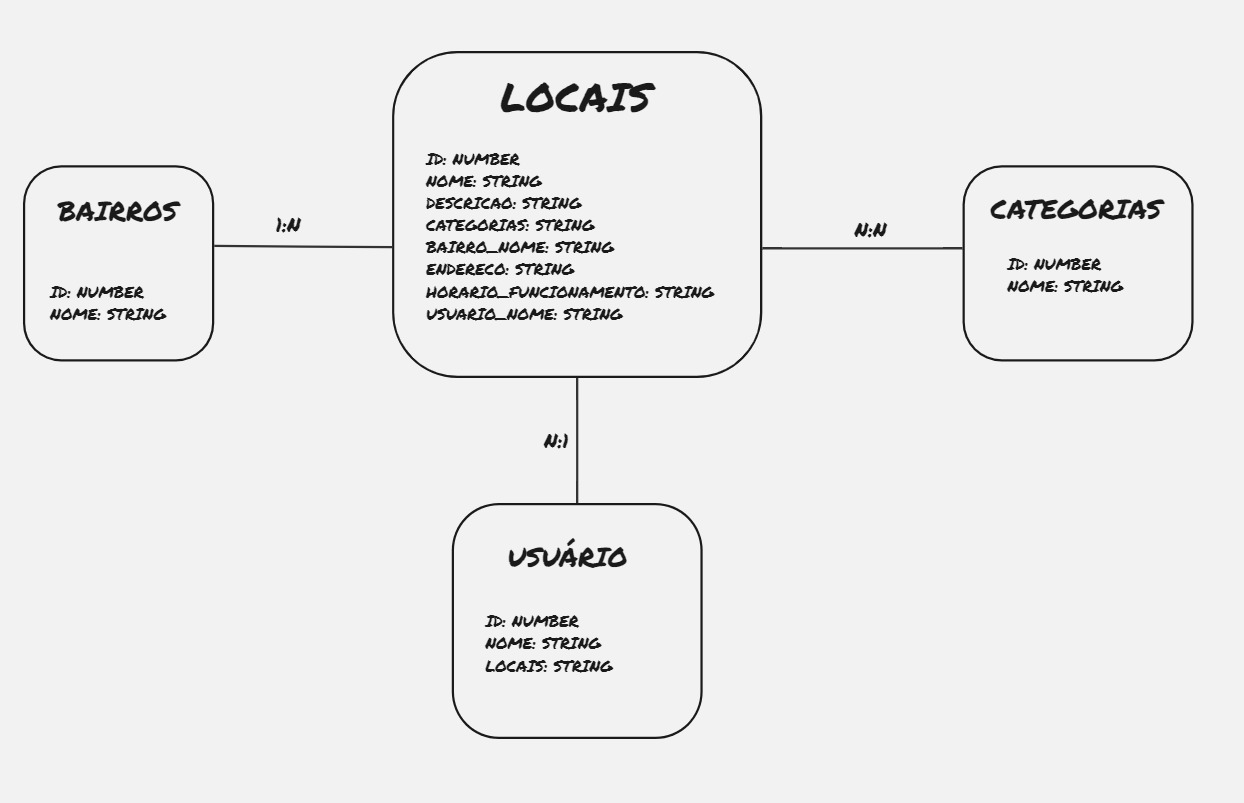 LOCAIS
ID: NUMBER
NOME: STRING
DESCRICAO: STRING
CATEGORIAS: STRING
BAIRRO_NOME: STRING
ENDERECO: STRING
HORARIO_FUNCIONAMENTO: STRING
USUARIO_NOME: STRING
BAIRROS
ID: NUMBER
NOME: STRING
1:N
N:N
CATEGORIAS
ID: NUMBER
NOME: STRING
N:1
USUÁRIO
ID: NUMBER
NOME: STRING
LOCAIS: STRING